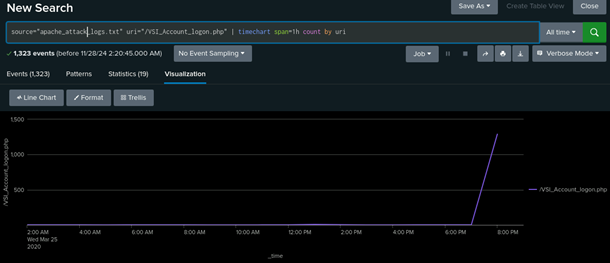 New Search
Save As
Create Table View
Close
source="apache_attack_logs.txt" uri="/VSI_Account_logon.php" | timechart span=1h count by uri
All time
1,323 events (before 11/28/24 2:20:45.000 AM)
No Event Sampling
Job
Verbose Mode
Events (1,323)
Patterns
Statistics (19)
Visualization
Line Chart
Format
Trellis
1,500
1,000
500
/VSI_Account_logon.php
/VSI_Account_logon.php
2:00 AM
4:00 AM
6:00 AM
8:00 AM
10:00 AM
12:00 PM
2:00 PM
4:00 PM
6:00 PM
8:00 PM
Wed Mar 25
2020
_time